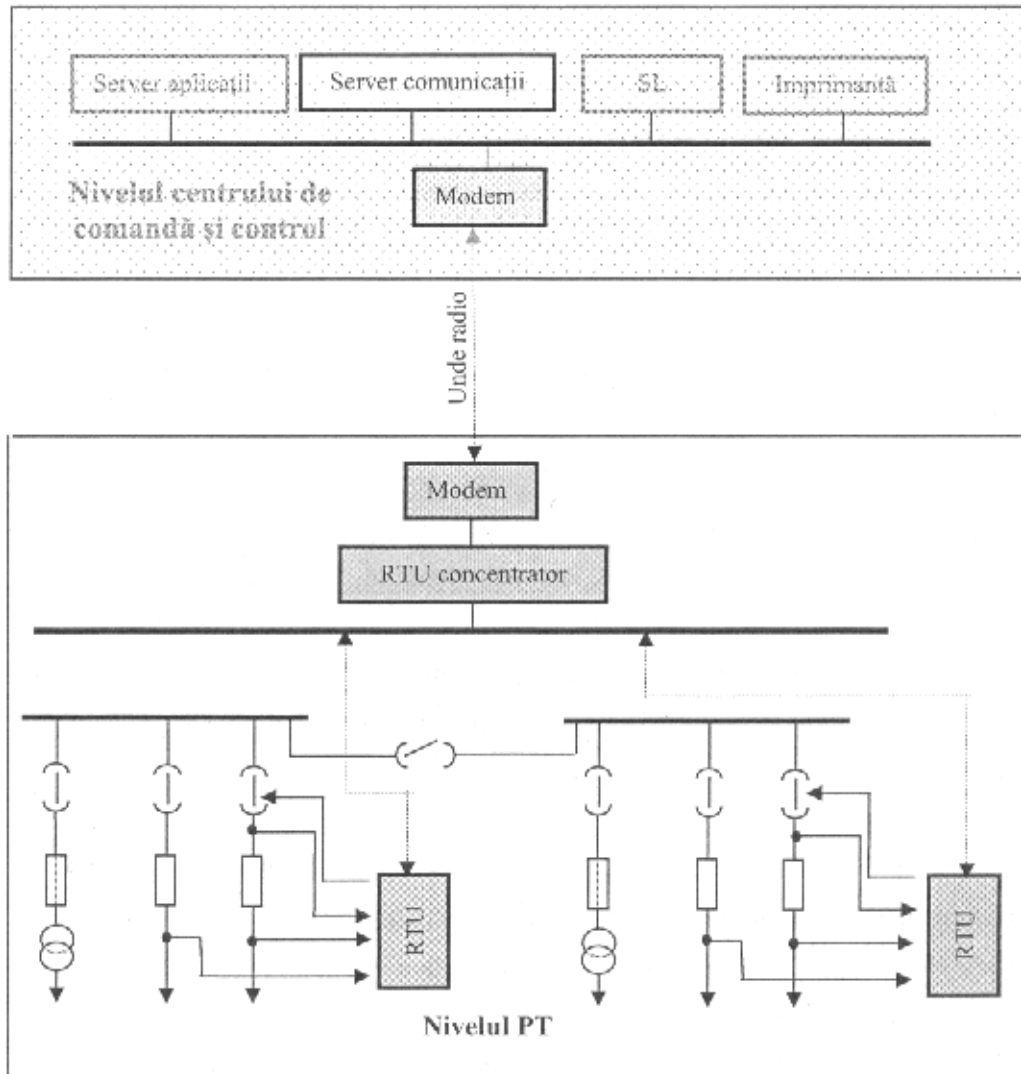 Server aplicații
Server comunicații
SL
Imprimantă
Nivelul centrului de
comandă și control
Modem
Unde radio
Modem
RTU concentrator
RTU
RTU
Nivelul PT